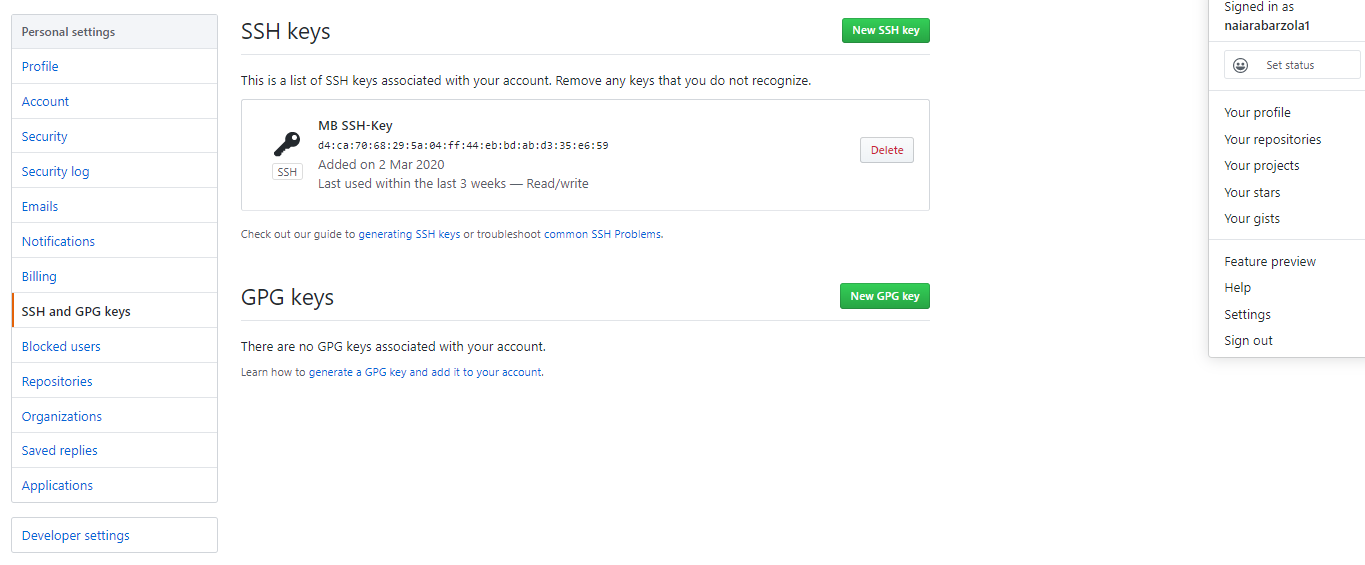 Personal settings
Profile
Account
Security
Security log
Emails
Notifications
Billing
SSH and GPG keys
Blocked users
Repositories
Organizations
Saved replies
Applications
Developer settings
SSH keys
New SSH key
This is a list of SSH keys associated with your account. Remove any keys that you do not recognize.
MB SSH-Key
d4:ca:70:68:29:5a:04:ff:44:eb:bd:ab:d3:35:e6:59
Added on 2 Mar 2020
Last used within the last 3 weeks — Read/write
SSH
Delete
Check out our guide to generating SSH keys or troubleshoot common SSH Problems.
GPG keys
New GPG key
There are no GPG keys associated with your account.
Learn how to generate a GPG key and add it to your account.
Signed in as
naiarabarzola1
Set status
Your profile
Your repositories
Your projects
Your stars
Your gists
Feature preview
Help
Settings
Sign out